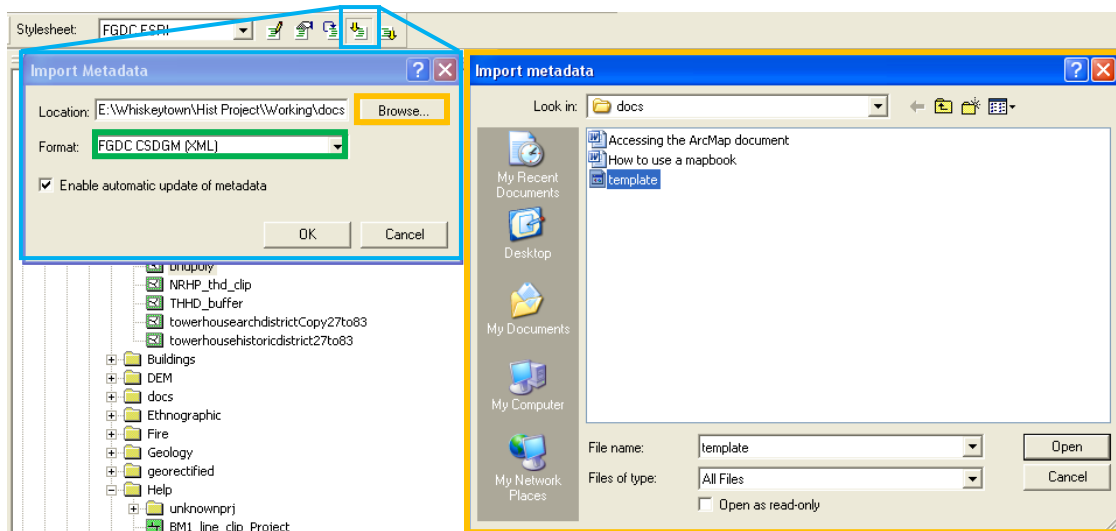 Stylesheet:
FGDC ESRI
Import Metadata
Location:
E:\Whiskeytown\Hist Project\Working\docs
Browse...
Format:
FGDC CSDGM (XML)
Enable automatic update of metadata
OK
Cancel
bndpoly
NRHP_thd_clip
THHD_buffer
towerhousearchdistrictCopy27to83
towerhousehistoricdistrict27to83
Buildings
DEM
docs
Ethnographic
Fire
Geology
georectified
Help
unknownprj
BM1_line_clip_Project
Import metadata
Look in:
docs
My Recent
Documents
Desktop
My Documents
My Computer
My Network
Places
Accessing the ArcMap document
How to use a mapbook
template
File name:
template
Open
Files of type:
All Files
Cancel
Open as read-only